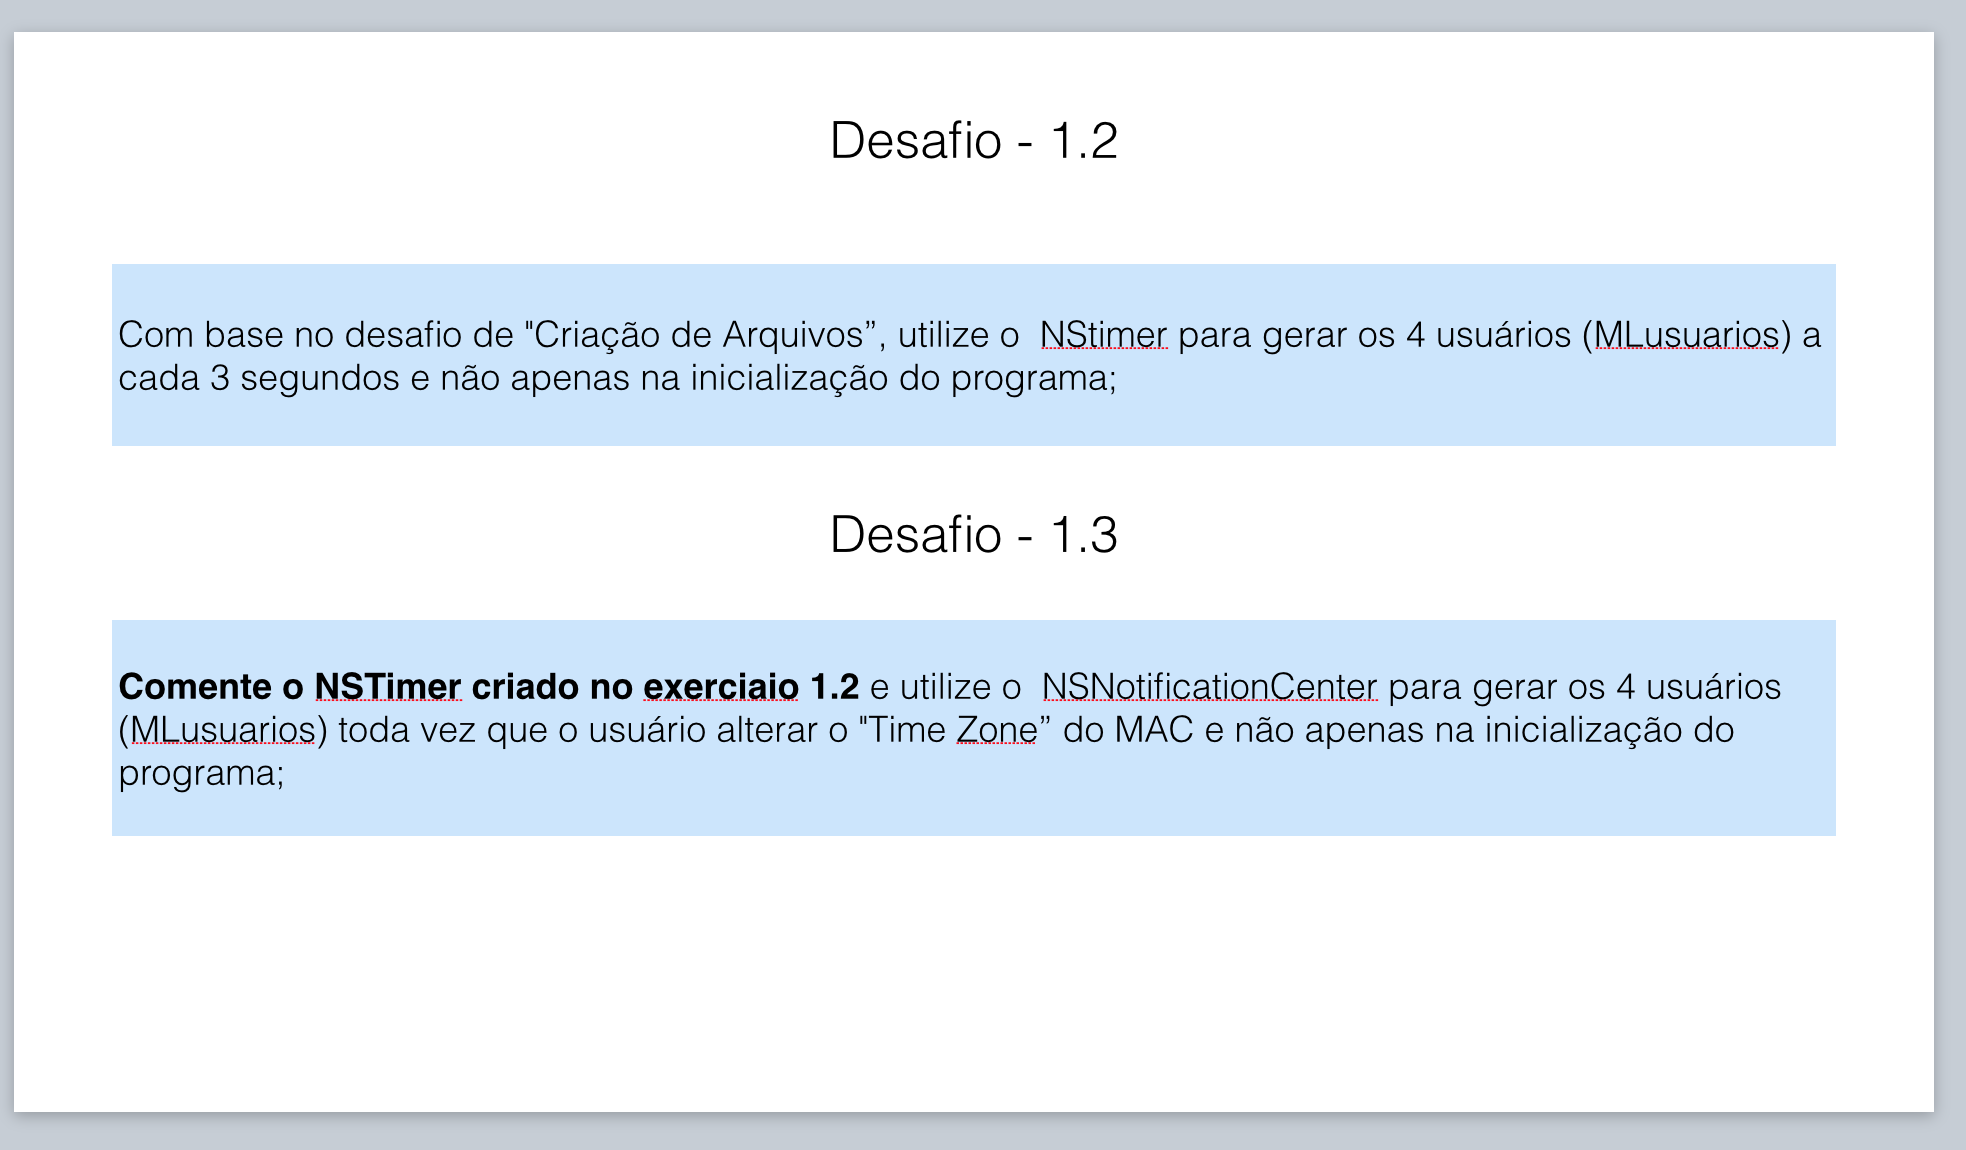 Desafio - 1.2
Com base no desafio de "Criação de Arquivos”, utilize o  NStimer para gerar os 4 usuários (MLusuarios) a
cada 3 segundos e não apenas na inicialização do programa;
Desafio - 1.3
Comente o NSTimer criado no exerciaio 1.2 e utilize o  NSNotificationCenter para gerar os 4 usuários
(MLusuarios) toda vez que o usuário alterar o "Time Zone” do MAC e não apenas na inicialização do
programa;